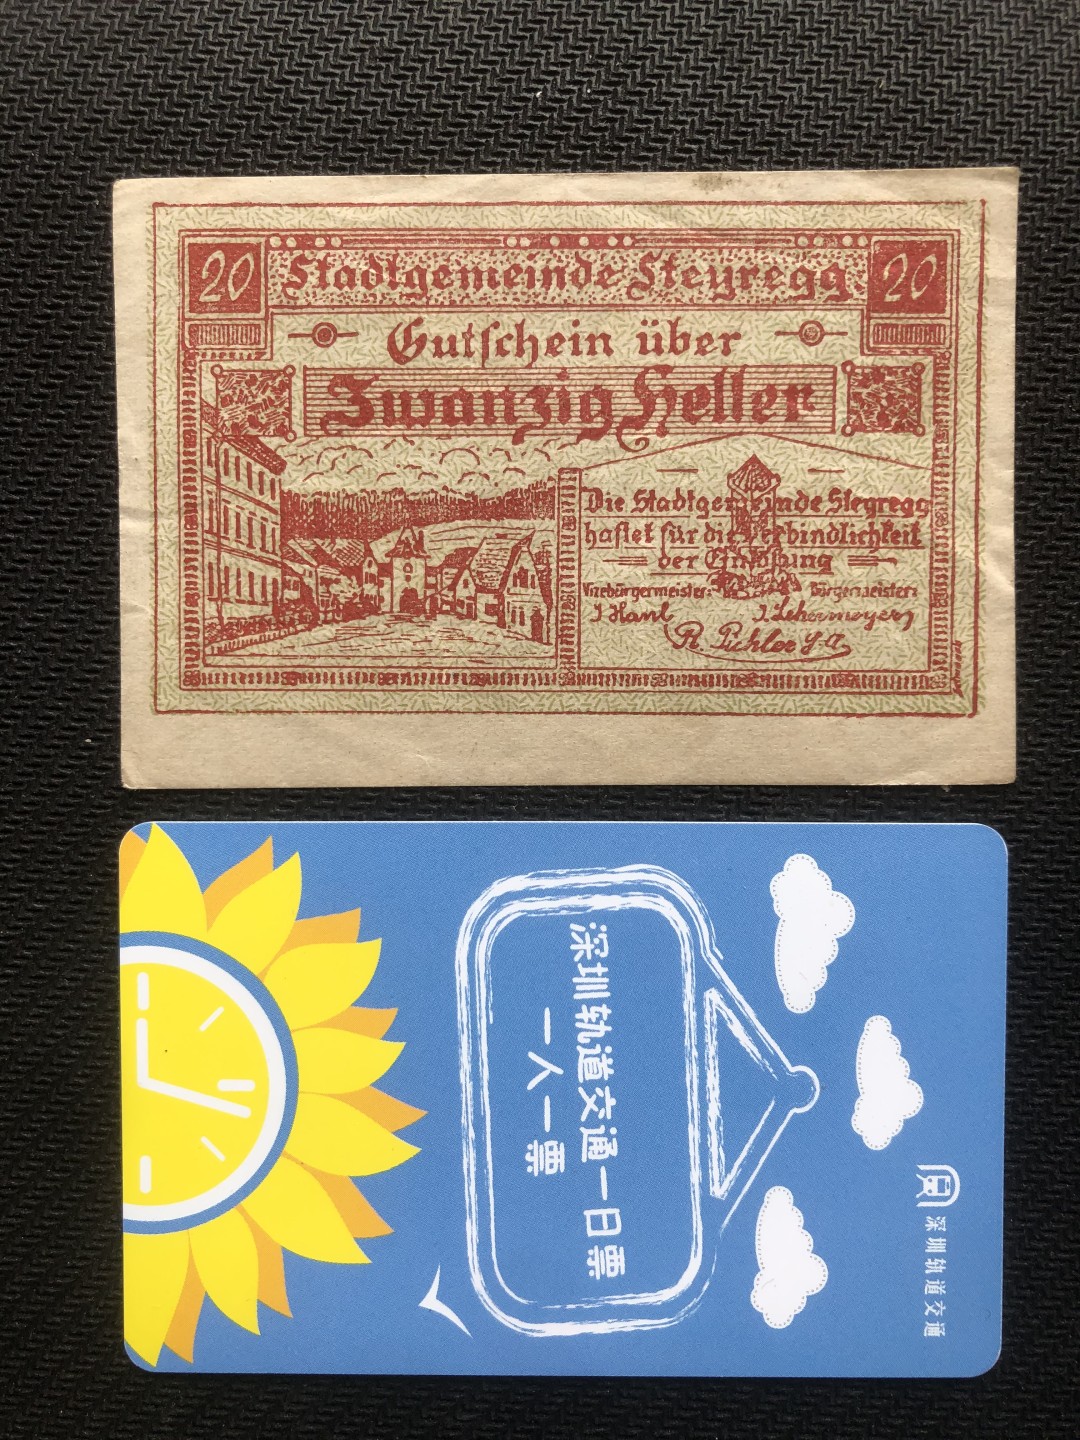 20 Stadtgemeinde Steyregg 20
Gutschein über
Zwanzig Heller
Die Stadtgemeinde Steyregg
haftet für die Verbindlichkeit
der Einlösung
Vizebürgermeister: Bürgermeister:
R. Pichler
深圳轨道交通一日票
一人一票
深圳轨道交通